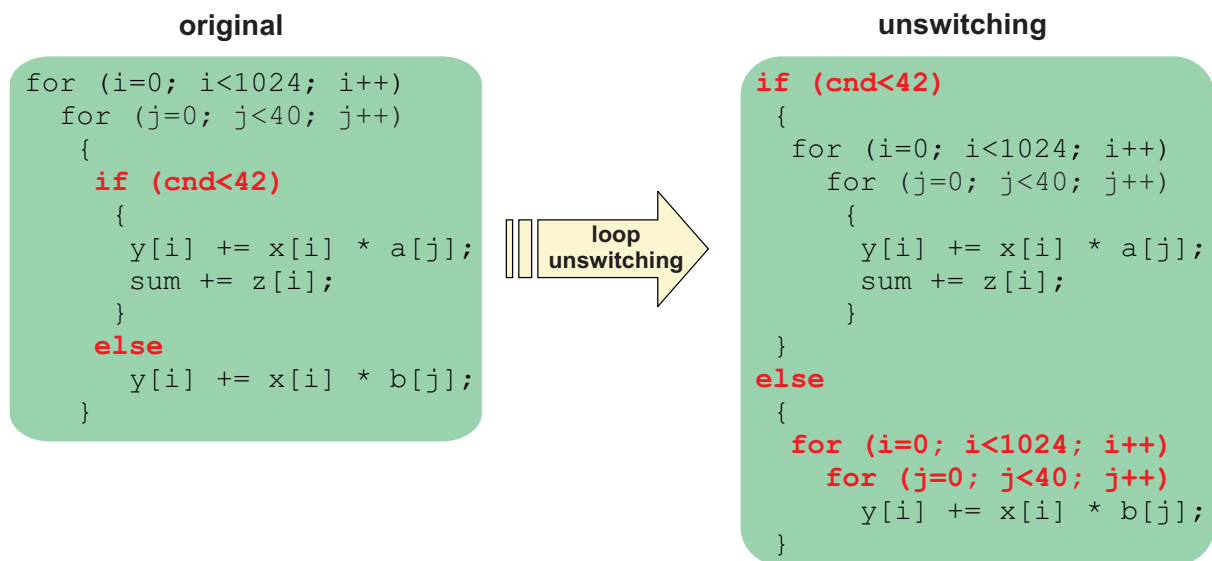 original
for (i=0; i<1024; i++)
for (j=0; j<40; j++)
{
if (cnd<42)
{
y[i] += x[i] * a[j];
sum += z[i];
}
else
y[i] += x[i] * b[j];
}
loop
unswitching
unswitching
if (cnd<42)
{
for (i=0; i<1024; i++)
for (j=0; j<40; j++)
{
y[i] += x[i] * a[j];
sum += z[i];
}
}
else
{
for (i=0; i<1024; i++)
for (j=0; j<40; j++)
y[i] += x[i] * b[j];
}